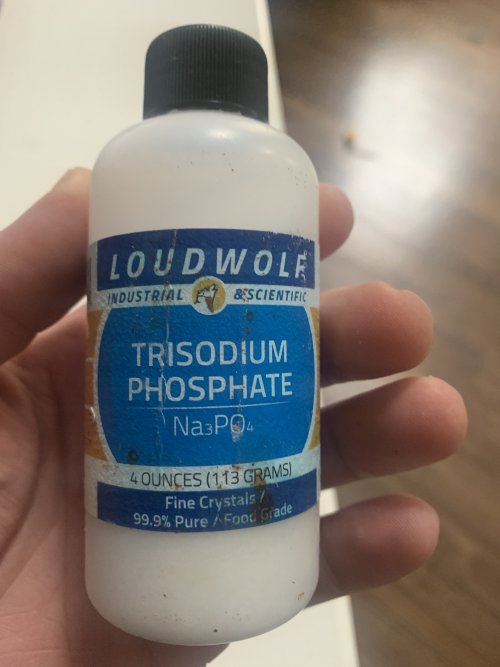 LOUDWOLF
INDUSTRIAL & SCIENTIFIC
TRISODIUM
PHOSPHATE
Na₃PO₄
4 OUNCES (113 GRAMS)
Fine Crystals /
99.9% Pure / Food Grade